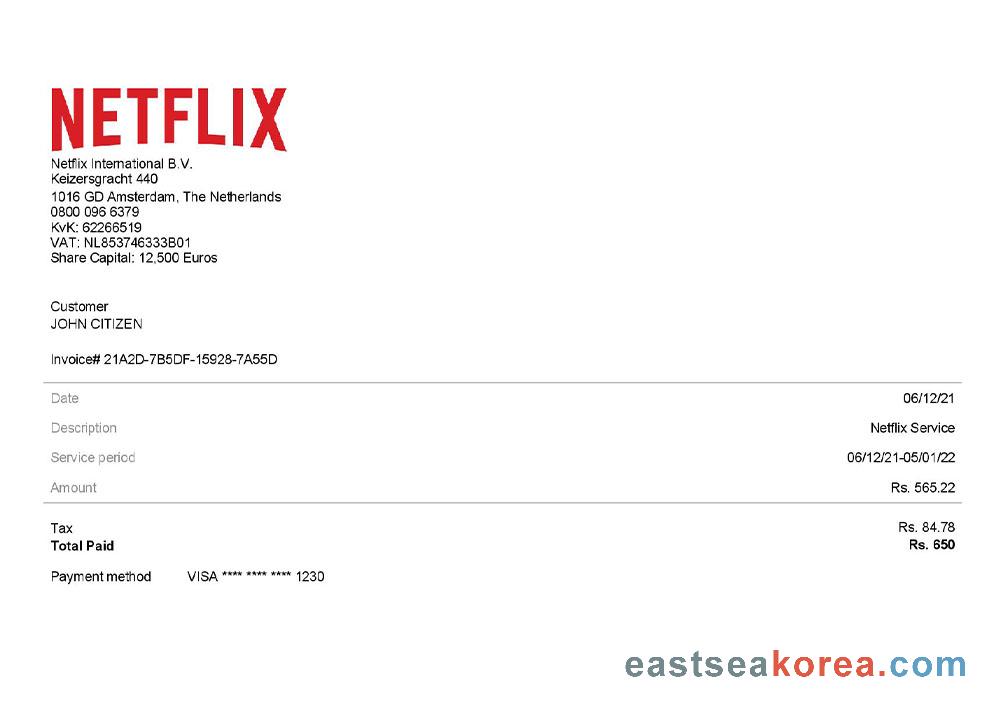 NETFLIX
Netflix International B.V.
Keizersgracht 440
1016 GD Amsterdam, The Netherlands
0800 096 6379
KvK: 62266519
VAT: NL853746333B01
Share Capital: 12,500 Euros
Customer
JOHN CITIZEN
Invoice# 21A2D-7B5DF-15928-7A55D
Date 06/12/21
Description Netflix Service
Service period 06/12/21-05/01/22
Amount Rs. 565.22
Tax Rs. 84.78
Total Paid Rs. 650
Payment method VISA **** **** **** 1230
eastseakorea.com